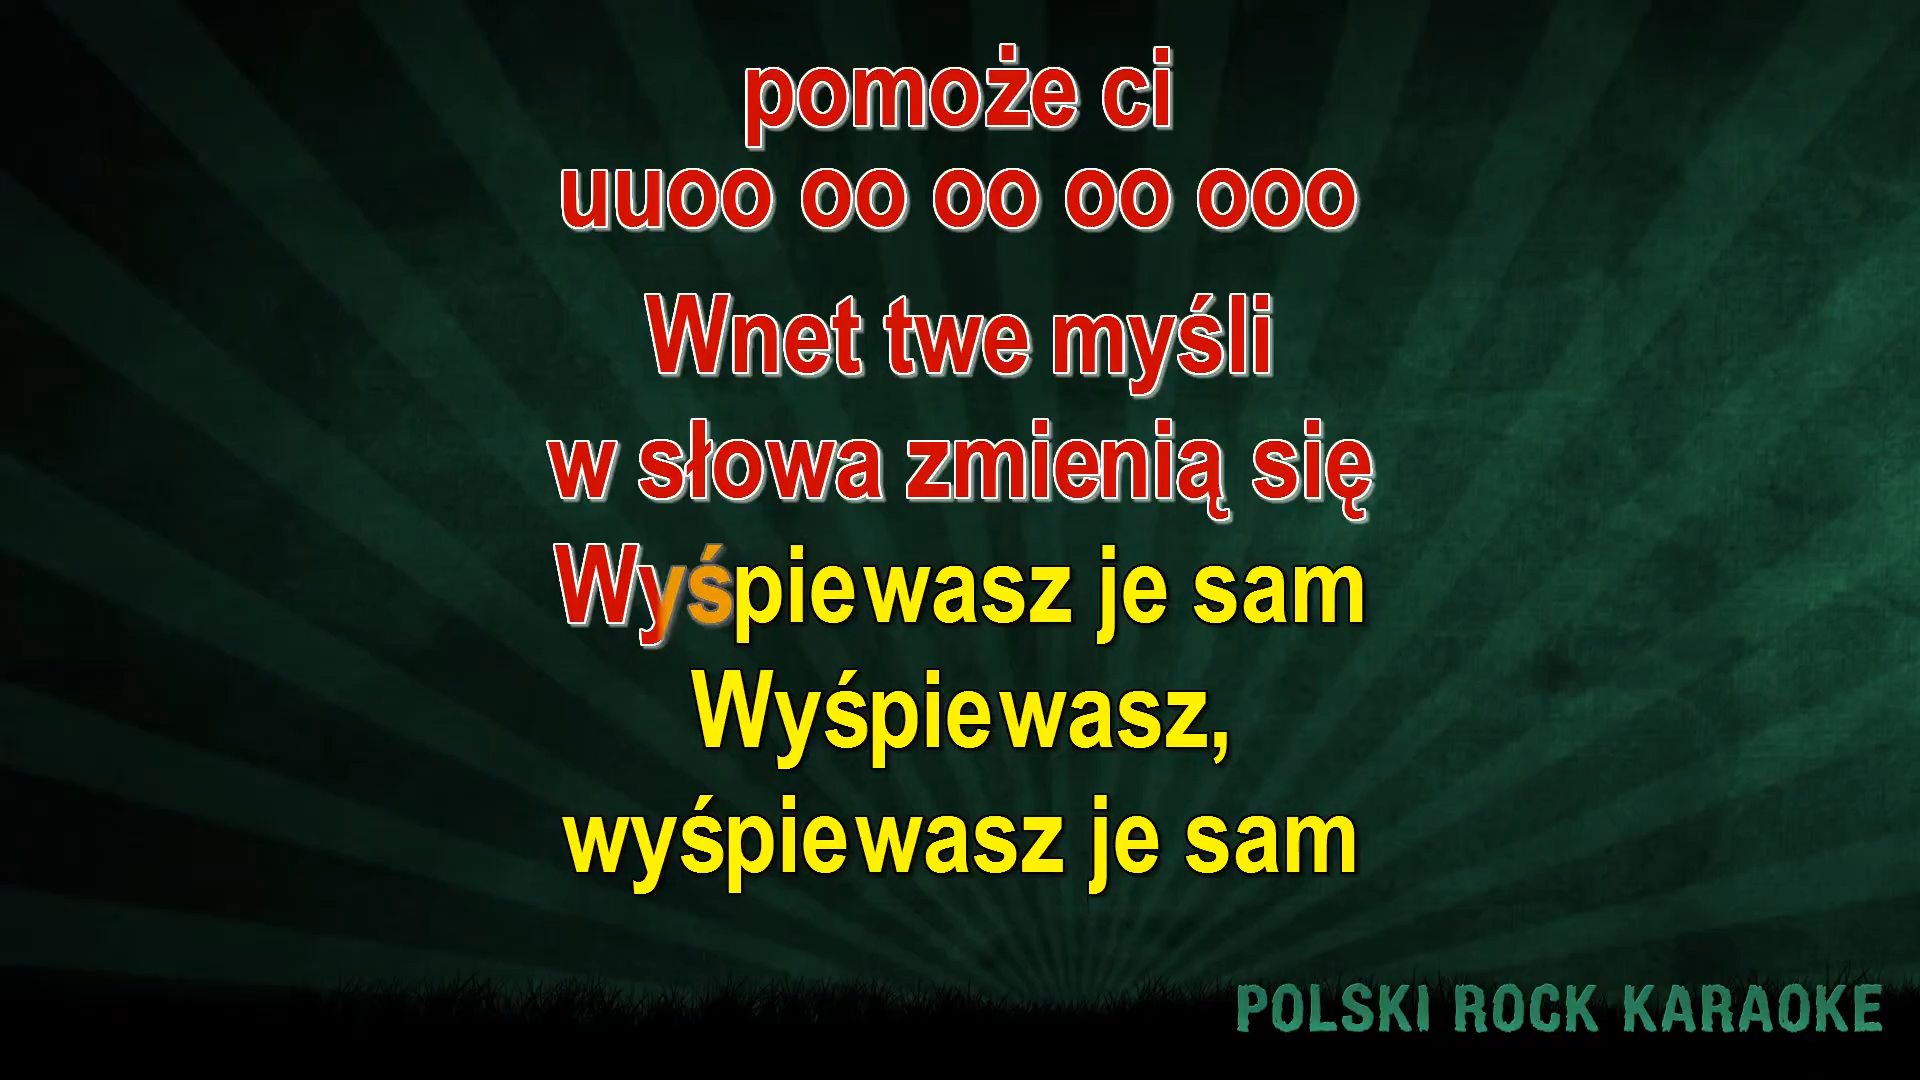 pomoże ci
uuoo oo oo oo ooo
Wnet twe myśli
w słowa zmienią się
Wyśpiewasz je sam
Wyśpiewasz,
wyśpiewasz je sam
POLSKI ROCK KARAOKE